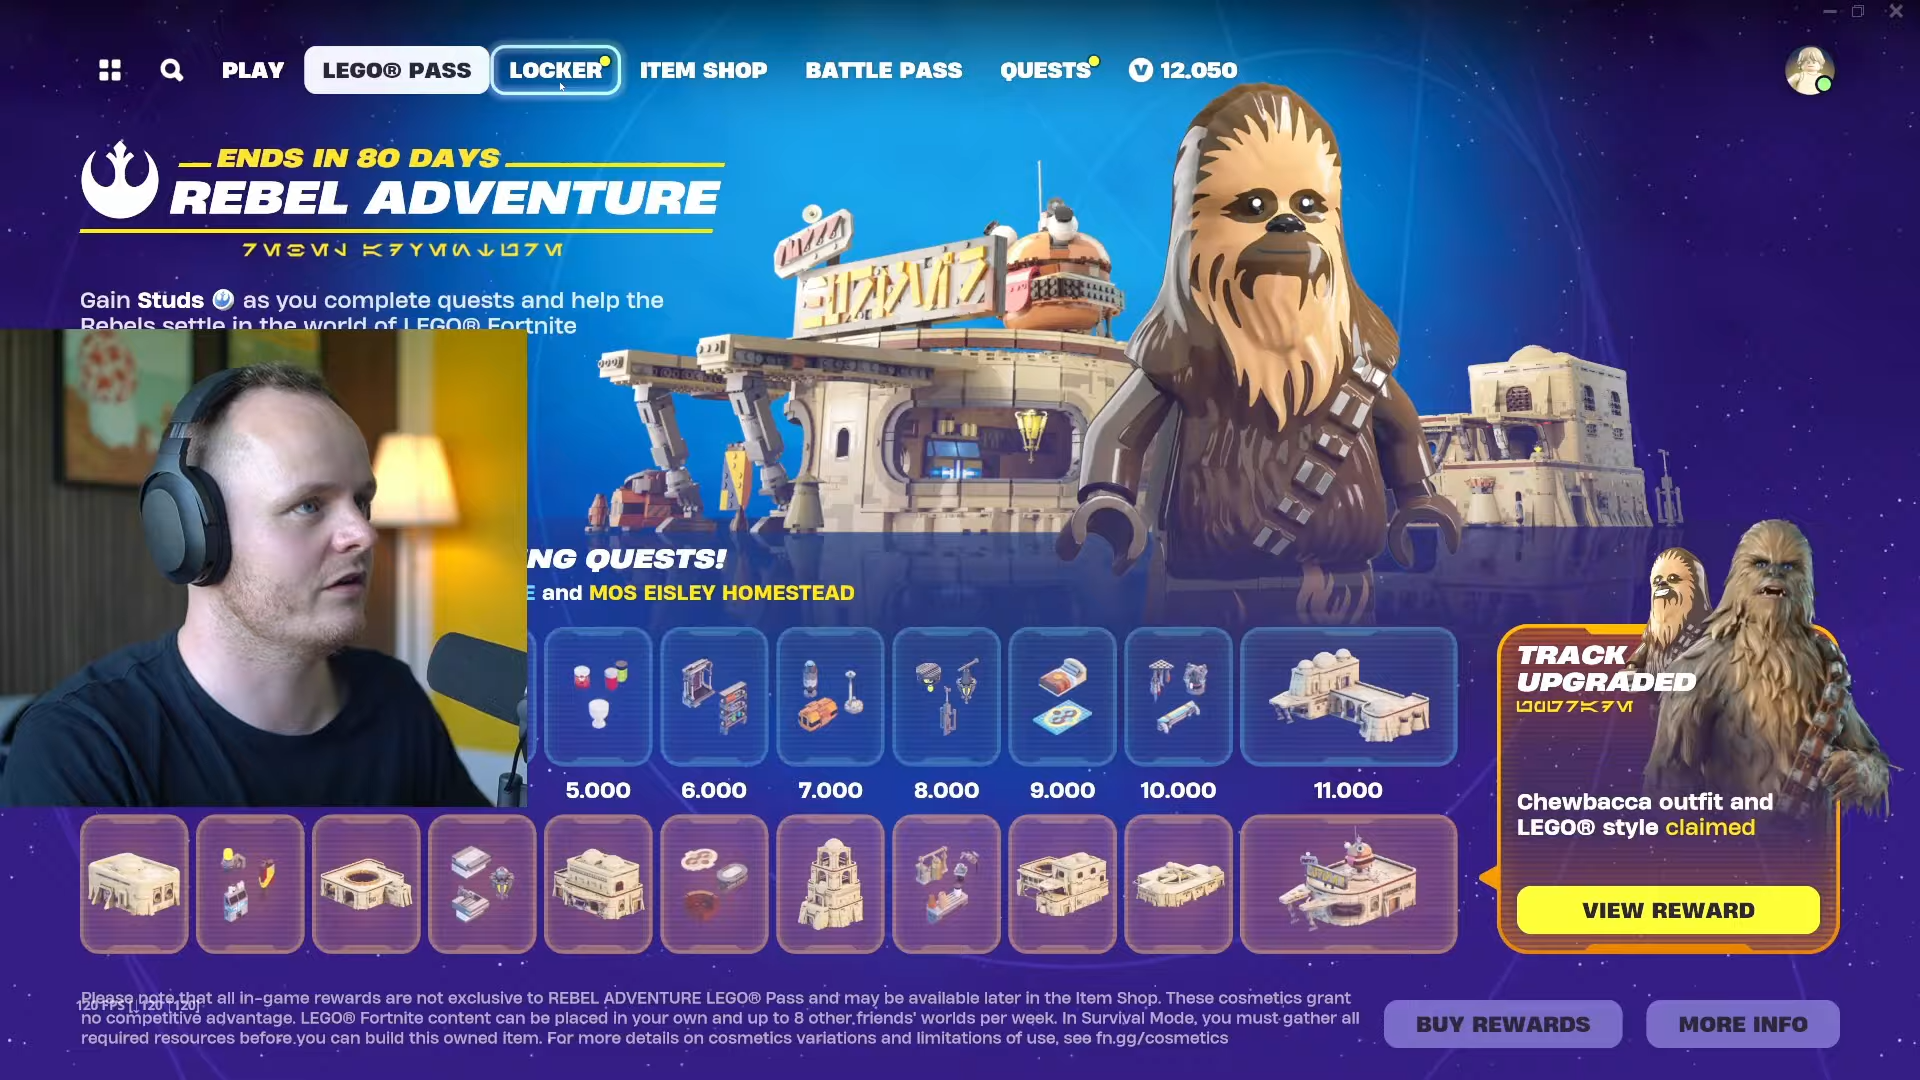 PLAY LEGO® PASS LOCKER ITEM SHOP BATTLE PASS QUESTS V 12.050
ENDS IN 80 DAYS
REBEL ADVENTURE
Gain Studs as you complete quests and help the
Rebels settle in the world of LEGO® Fortnite
NG QUESTS!
E and MOS EISLEY HOMESTEAD
5.000 6.000 7.000 8.000 9.000 10.000 11.000
TRACK
UPGRADED
Chewbacca outfit and
LEGO® style claimed
VIEW REWARD
Please note that all in-game rewards are not exclusive to REBEL ADVENTURE LEGO® Pass and may be available later in the Item Shop. These cosmetics grant
no competitive advantage. LEGO® Fortnite content can be placed in your own and up to 8 other friends' worlds per week. In Survival Mode, you must gather all
required resources before you can build this owned item. For more details on cosmetics variations and limitations of use, see fn.gg/cosmetics
120 FPS [ 120 | 120]
BUY REWARDS
MORE INFO